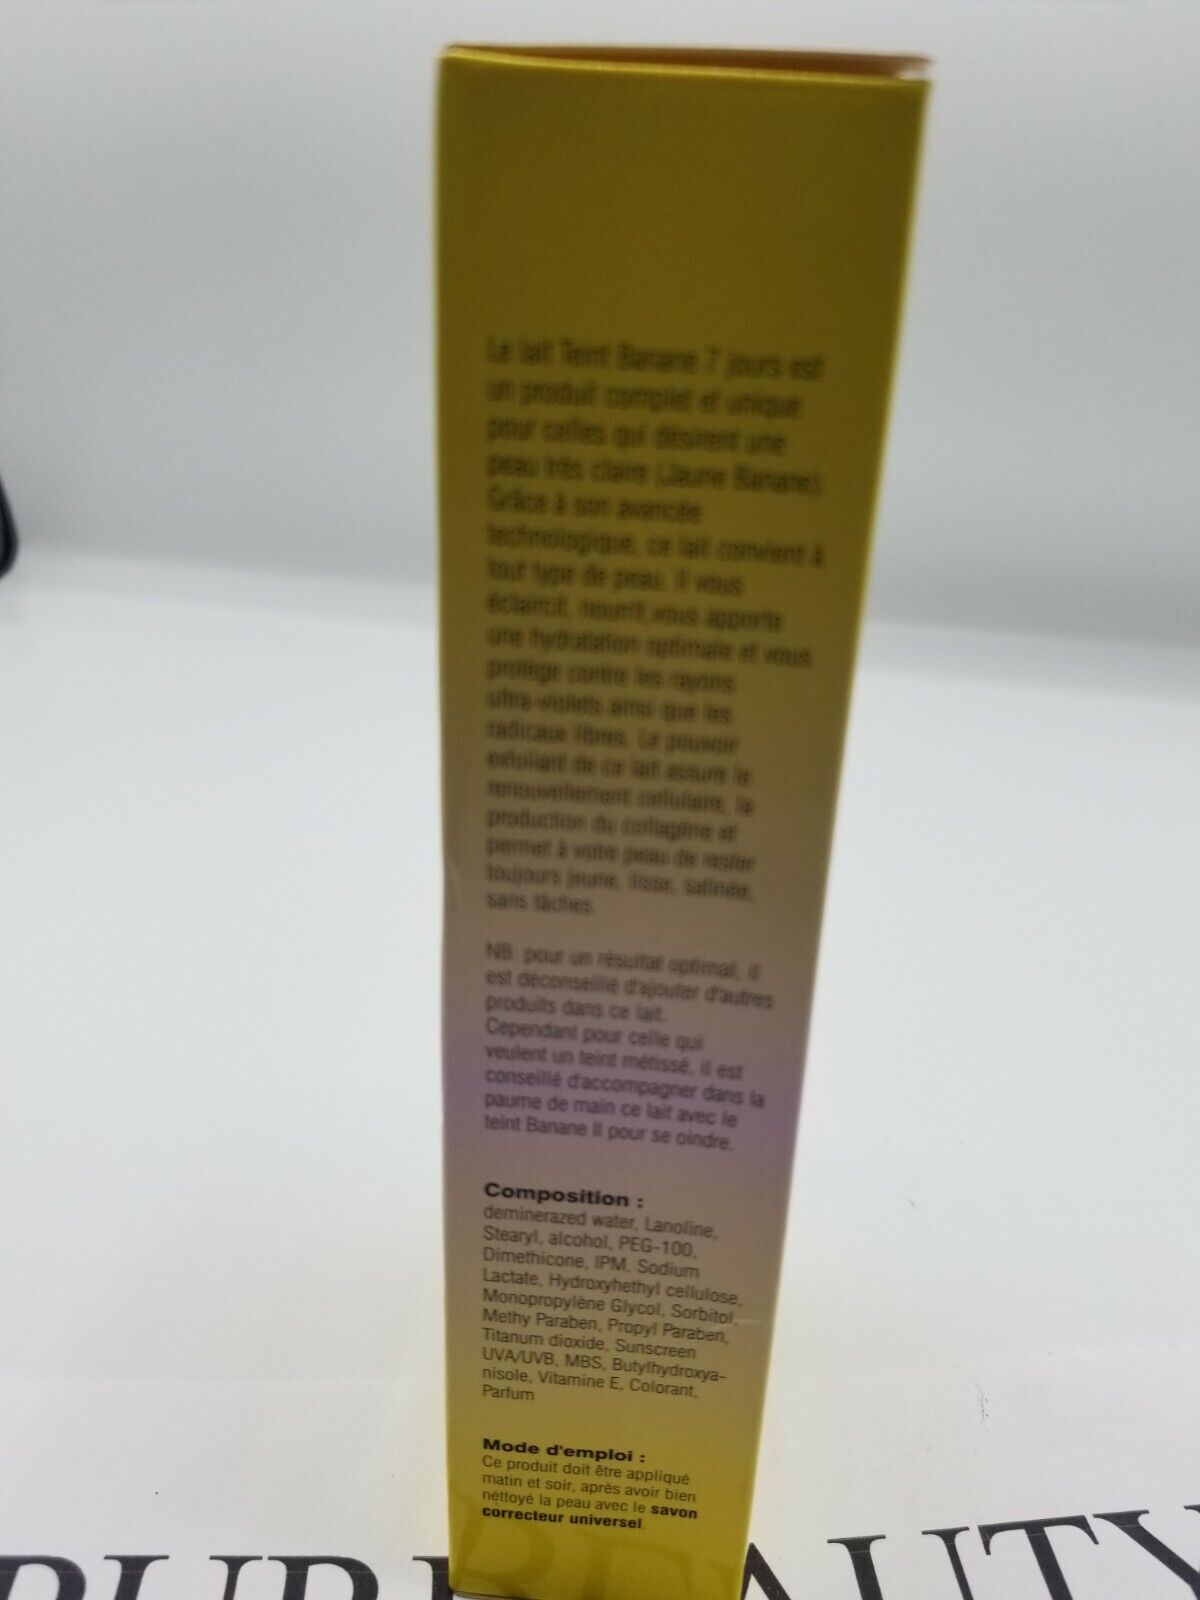 Le lait Teint Banane 7 jours est
un produit complet et unique
pour celles qui désirent une
peau très claire (Jaune Banane).
Grâce à son avancée
technologique, ce lait convient à
tout type de peau. Il vous
éclaircit, nourrit,vous apporte
une hydratation optimale et vous
protège contre les rayons
ultra-violets ainsi que les
radicaux libres. Le pouvoir
exfoliant de ce lait assure le
renouvellement cellulaire, la
production du collagène et
permet à votre peau de rester
toujours jeune, lisse, satinée,
sans tâches.
NB: pour un résultat optimal, il
est déconseillé d'ajouter d'autres
produits dans ce lait.
Cependant pour celle qui
veulent un teint métissé, il est
conseillé d'accompagner dans la
paume de main ce lait avec le
teint Banane II pour se oindre.
Composition :
deminerazed water, Lanoline,
Stearyl, alcohol, PEG-100,
Dimethicone, IPM, Sodium
Lactate, Hydroxyhethyl cellulose,
Monopropylène Glycol, Sorbitol,
Methy Paraben, Propyl Paraben,
Titanum dioxide, Sunscreen
UVA/UVB, MBS, Butylhydroxya-
nisole, Vitamine E, Colorant,
Parfum
Mode d'emploi :
Ce produit doit être appliqué
matin et soir, après avoir bien
néttoyé la peau avec le savon
correcteur universel.